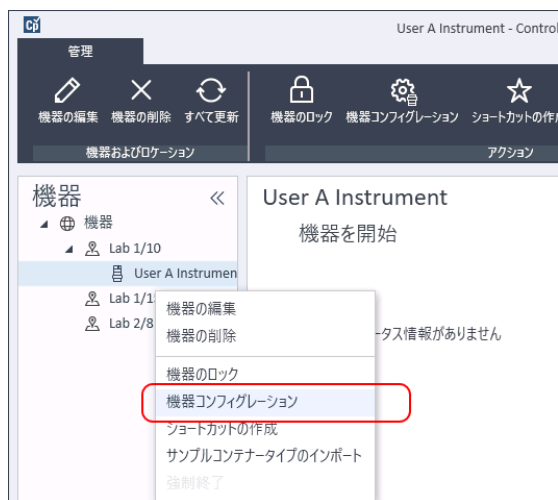 Cp
User A Instrument - Control
管理
機器の編集 機器の削除 すべて更新 機器のロック 機器コンフィグレーション ショートカットの作成
機器およびロケーション アクション
機器
User A Instrument
機器を開始
機器
Lab 1/10
User A Instrumen
Lab 1/1
Lab 2/8
ータス情報がありません
機器の編集
機器の削除
機器のロック
機器コンフィグレーション
ショートカットの作成
サンプルコンテナータイプのインポート
強制終了